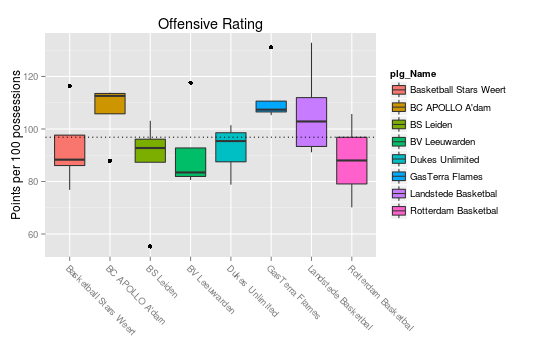 Offensive Rating
Points per 100 possessions
120
100
80
60
Basketball Stars Weert
BC APOLLO A'dam
BS Leiden
BV Leeuwarden
Dukes Unlimited
GasTerra Flames
Landstede Basketbal
Rotterdam Basketbal
plg_Name
Basketball Stars Weert
BC APOLLO A'dam
BS Leiden
BV Leeuwarden
Dukes Unlimited
GasTerra Flames
Landstede Basketbal
Rotterdam Basketbal